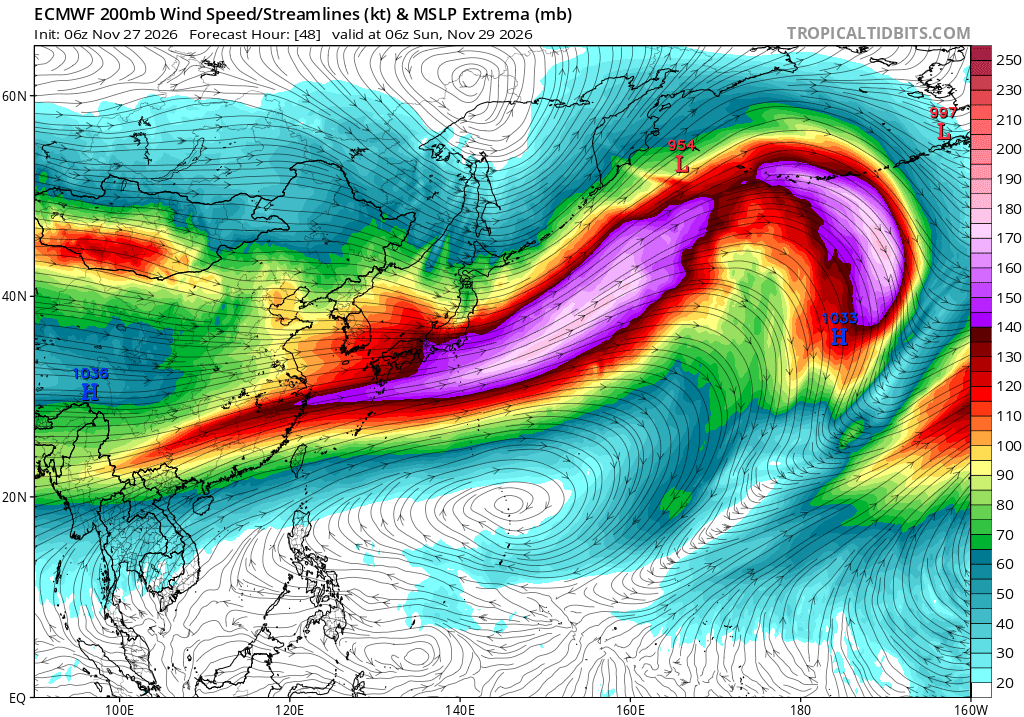 ECMWF 200mb Wind Speed/Streamlines (kt) & MSLP Extrema (mb)
Init: 06z Nov 27 2026 Forecast Hour: [48] valid at 06z Sun, Nov 29 2026
TROPICALTIDBITS.COM
60N
40N
20N
EQ
100E
120E
140E
160E
180
160W
997
L
954
L
1033
H
1036
H
250
230
210
200
190
180
170
160
150
140
130
120
110
100
90
80
70
60
50
40
30
20